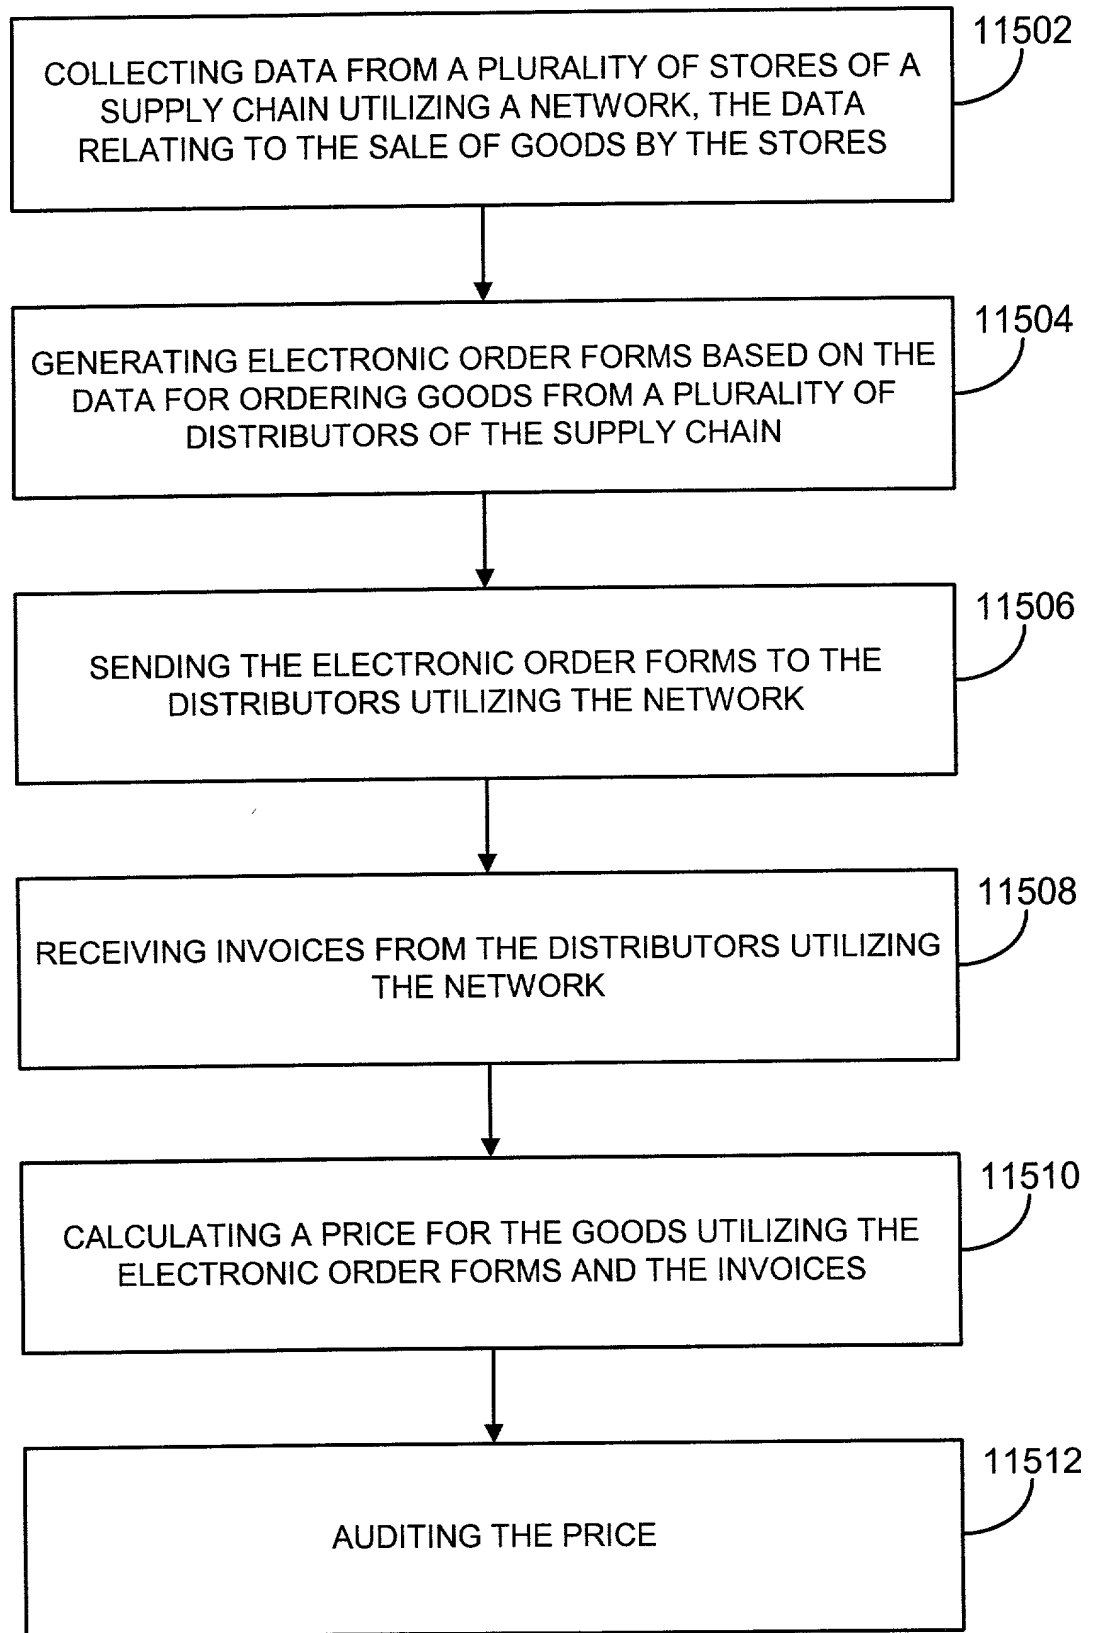 11502
COLLECTING DATA FROM A PLURALITY OF STORES OF A
SUPPLY CHAIN UTILIZING A NETWORK, THE DATA
RELATING TO THE SALE OF GOODS BY THE STORES
11504
GENERATING ELECTRONIC ORDER FORMS BASED ON THE
DATA FOR ORDERING GOODS FROM A PLURALITY OF
DISTRIBUTORS OF THE SUPPLY CHAIN
11506
SENDING THE ELECTRONIC ORDER FORMS TO THE
DISTRIBUTORS UTILIZING THE NETWORK
11508
RECEIVING INVOICES FROM THE DISTRIBUTORS UTILIZING
THE NETWORK
11510
CALCULATING A PRICE FOR THE GOODS UTILIZING THE
ELECTRONIC ORDER FORMS AND THE INVOICES
11512
AUDITING THE PRICE